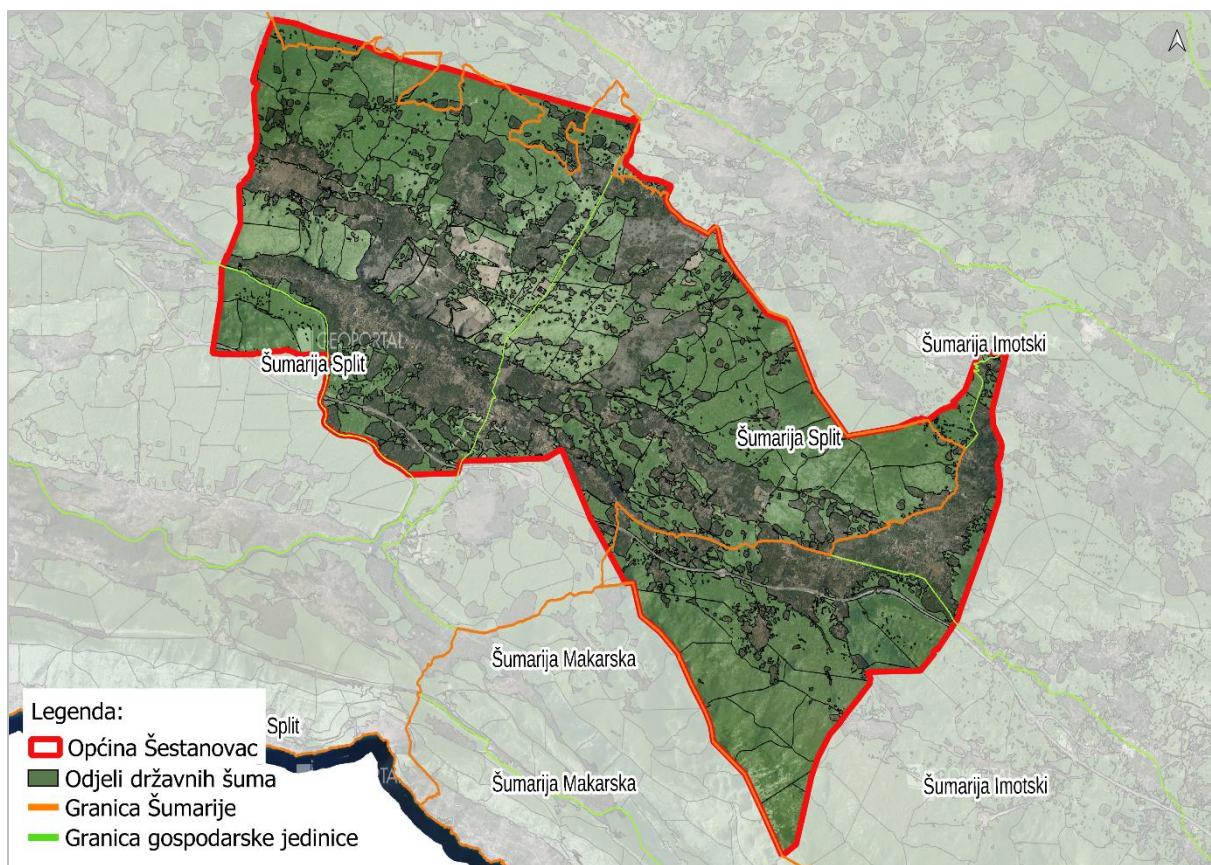 GEOPORTAL
Šumarija Split
Šumarija Imotski
Šumarija Split
Šumarija Makarska
Split
Šumarija Makarska
Šumarija Imotski
Legenda:
Općina Šestanovac
Odjeli državnih šuma
Granica Šumarije
Granica gospodarske jedinice